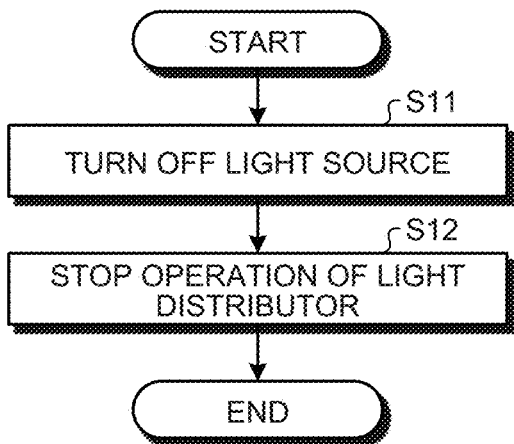 START
S11
TURN OFF LIGHT SOURCE
S12
STOP OPERATION OF LIGHT
DISTRIBUTOR
END